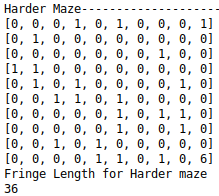 Harder Maze--------------------
[0, 0, 0, 1, 0, 1, 0, 0, 0, 1]
[0, 1, 0, 0, 0, 0, 0, 0, 0, 0]
[0, 0, 0, 0, 0, 0, 0, 1, 0, 0]
[1, 1, 0, 0, 0, 0, 0, 0, 0, 0]
[0, 1, 0, 1, 0, 0, 0, 0, 1, 0]
[0, 0, 1, 1, 0, 1, 0, 0, 0, 0]
[0, 0, 0, 0, 0, 1, 0, 1, 1, 0]
[0, 0, 0, 0, 0, 1, 0, 0, 1, 0]
[0, 0, 1, 0, 1, 0, 0, 0, 0, 0]
[0, 0, 0, 0, 1, 1, 0, 1, 0, 6]
Fringe Length for Harder maze
36